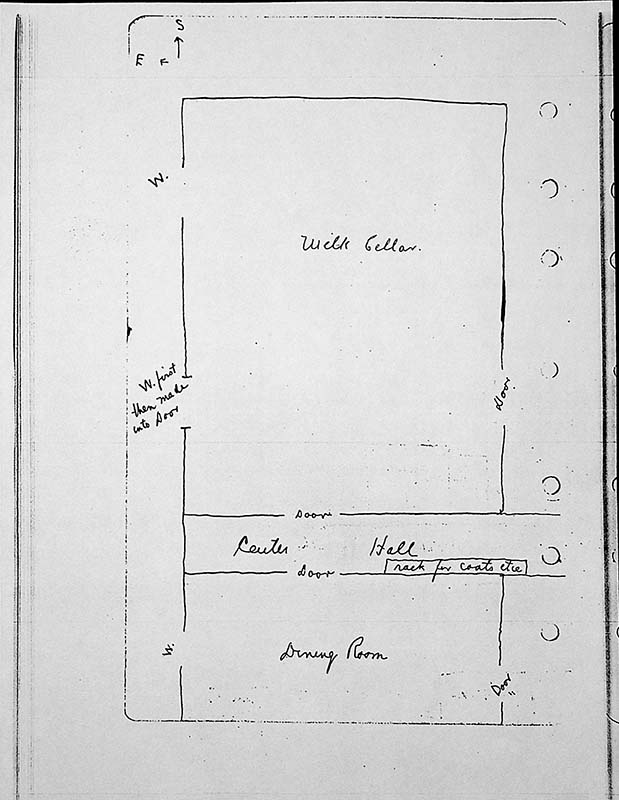 S
E
W.
Milk Cellar.
W. first
then made
into Door
Door
Door
Center Hall
Door
rack for coats etc
W.
Dining Room
Door